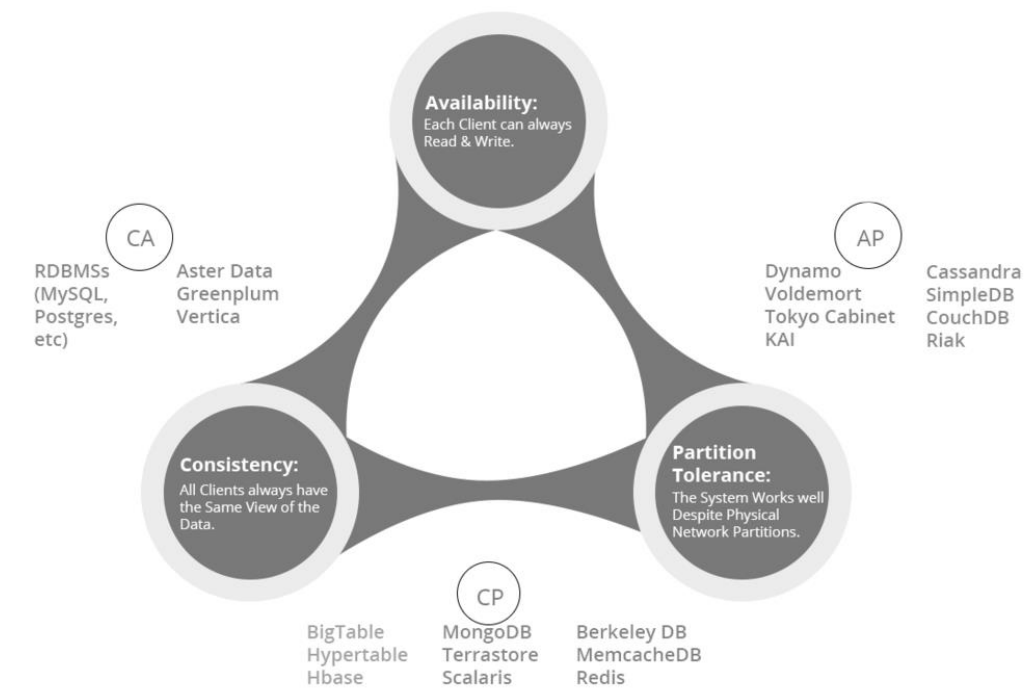 Availability:
Each Client can always
Read & Write.
CA
RDBMSs
(MySQL,
Postgres,
etc)
Aster Data
Greenplum
Vertica
AP
Dynamo
Voldemort
Tokyo Cabinet
KAI
Cassandra
SimpleDB
CouchDB
Riak
Consistency:
All Clients always have
the Same View of the
Data.
Partition
Tolerance:
The System Works well
Despite Physical
Network Partitions.
CP
BigTable
Hypertable
Hbase
MongoDB
Terrastore
Scalaris
Berkeley DB
MemcacheDB
Redis